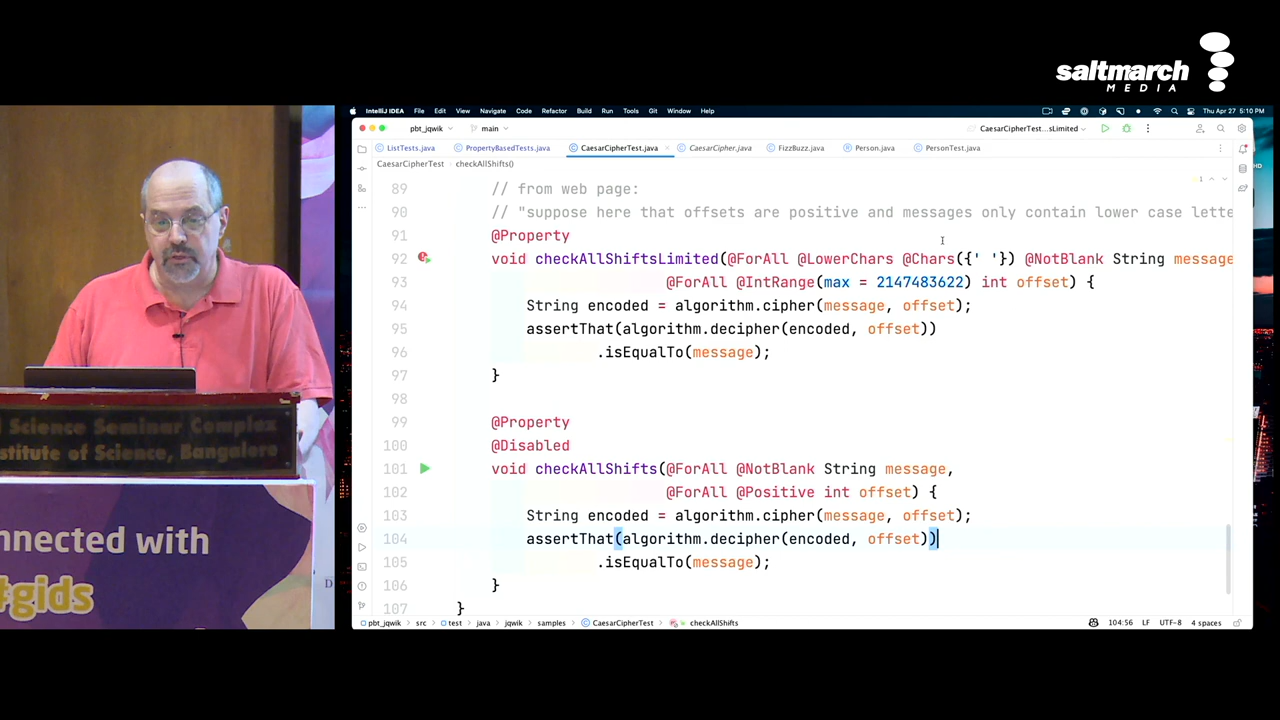 saltmarch
MEDIA
IntelliJ IDEA File Edit View Navigate Code Refactor Build Run Tools Git Window Help
Thu Apr 27 5:10 PM
pbt_jqwik main CaesarCipherTest...sLimited
ListTests.java PropertyBasedTests.java CaesarCipherTest.java CaesarCipher.java FizzBuzz.java Person.java PersonTest.java
CaesarCipherTest checkAllShifts()
89 // from web page:
90 // "suppose here that offsets are positive and messages only contain lower case lette
91 @Property
92 void checkAllShiftsLimited(@ForAll @LowerChars @Chars({' '}) @NotBlank String message
93 @ForAll @IntRange(max = 2147483622) int offset) {
94 String encoded = algorithm.cipher(message, offset);
95 assertThat(algorithm.decipher(encoded, offset))
96 .isEqualTo(message);
97 }
98
99 @Property
100 @Disabled
101 void checkAllShifts(@ForAll @NotBlank String message,
102 @ForAll @Positive int offset) {
103 String encoded = algorithm.cipher(message, offset);
104 assertThat(algorithm.decipher(encoded, offset))
105 .isEqualTo(message);
106 }
107 }
pbt_jqwik src test java jqwik samples CaesarCipherTest checkAllShifts
104:56 LF UTF-8 4 spaces
Science Seminar Complex
stitute of Science, Bangalore
nnected with
#gids